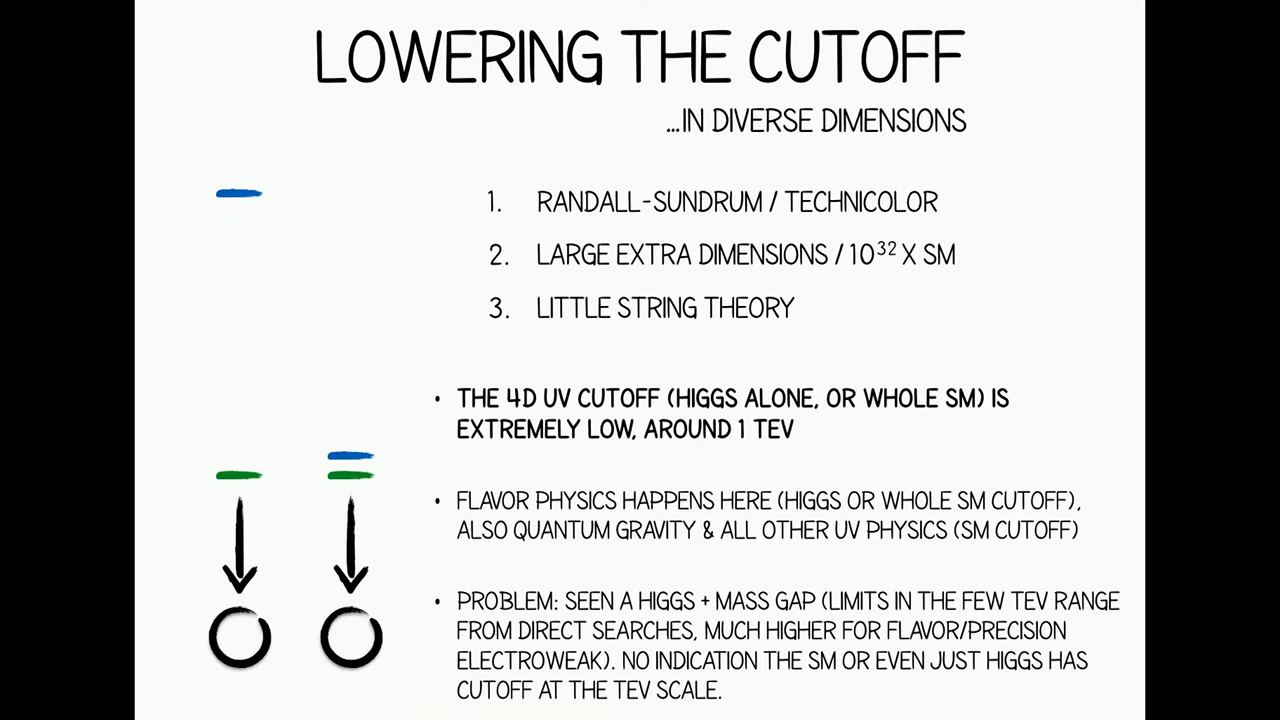 LOWERING THE CUTOFF
...IN DIVERSE DIMENSIONS
1. RANDALL-SUNDRUM / TECHNICOLOR
2. LARGE EXTRA DIMENSIONS / 10³² X SM
3. LITTLE STRING THEORY
• THE 4D UV CUTOFF (HIGGS ALONE, OR WHOLE SM) IS
EXTREMELY LOW, AROUND 1 TEV
• FLAVOR PHYSICS HAPPENS HERE (HIGGS OR WHOLE SM CUTOFF),
ALSO QUANTUM GRAVITY & ALL OTHER UV PHYSICS (SM CUTOFF)
• PROBLEM: SEEN A HIGGS + MASS GAP (LIMITS IN THE FEW TEV RANGE
FROM DIRECT SEARCHES, MUCH HIGHER FOR FLAVOR/PRECISION
ELECTROWEAK). NO INDICATION THE SM OR EVEN JUST HIGGS HAS
CUTOFF AT THE TEV SCALE.